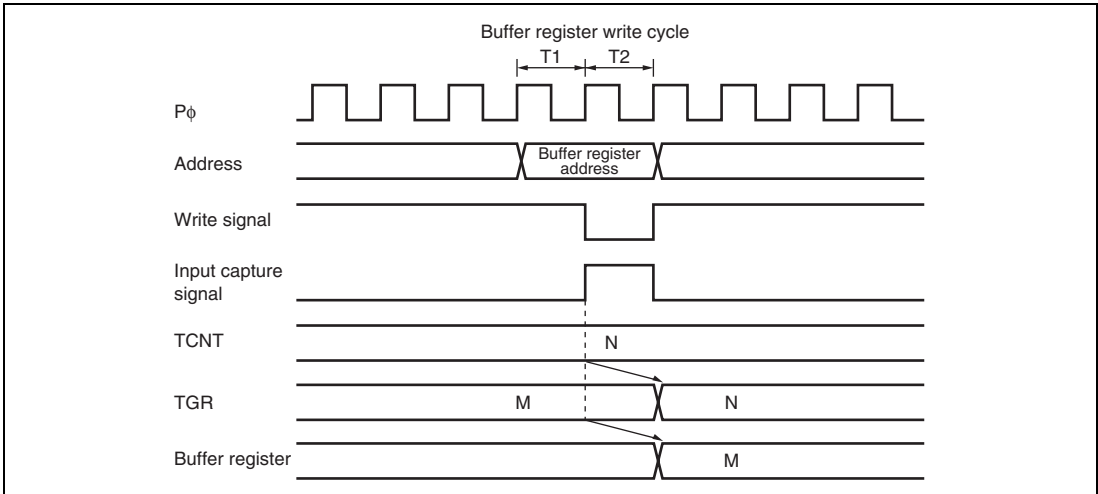 Buffer register write cycle
T1 T2
Pϕ
Address
Buffer register
address
Write signal
Input capture
signal
TCNT
N
TGR
M
N
Buffer register
M